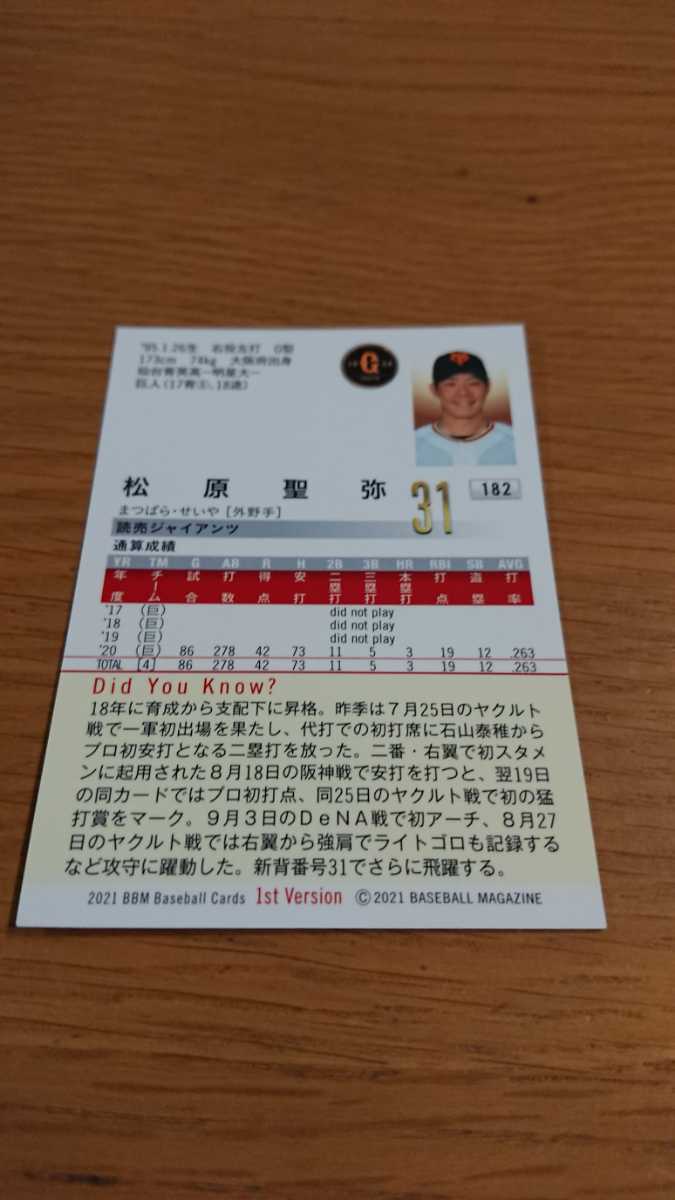 '95.1.26生 右投左打 O型
173cm 74kg 大阪府出身
仙台育英高－明星大－
巨人(17育⑤、18途)
G
松原聖弥 31 182
まつばら・せいや [外野手]
読売ジャイアンツ
通算成績
YR TM G AB R H 2B 3B HR RBI SB AVG
年度 チーム 試合 打数 得点 安打 二塁打 三塁打 本塁打 打点 盗塁 打率
'17 (巨) did not play
'18 (巨) did not play
'19 (巨) did not play
'20 (巨) 86 278 42 73 11 5 3 19 12 .263
TOTAL [4] 86 278 42 73 11 5 3 19 12 .263
Did You Know?
18年に育成から支配下に昇格。昨季は7月25日のヤクルト
戦で一軍初出場を果たし、代打での初打席に石山泰稚から
プロ初安打となる二塁打を放った。二番・右翼で初スタメ
ンに起用された8月18日の阪神戦で安打を打つと、翌19日
の同カードではプロ初打点、同25日のヤクルト戦で初の猛
打賞をマーク。9月3日のDeNA戦で初アーチ、8月27
日のヤクルト戦では右翼から強肩でライトゴロも記録する
など攻守に躍動した。新背番号31でさらに飛躍する。
2021 BBM Baseball Cards 1st Version ©2021 BASEBALL MAGAZINE